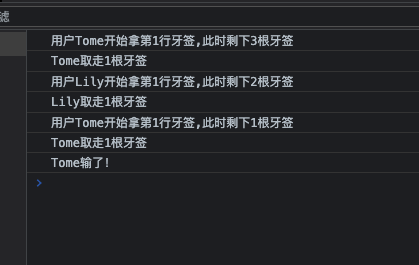 滤
用户Tome开始拿第1行牙签,此时剩下3根牙签
Tome取走1根牙签
用户Lily开始拿第1行牙签,此时剩下2根牙签
Lily取走1根牙签
用户Tome开始拿第1行牙签,此时剩下1根牙签
Tome取走1根牙签
Tome输了!